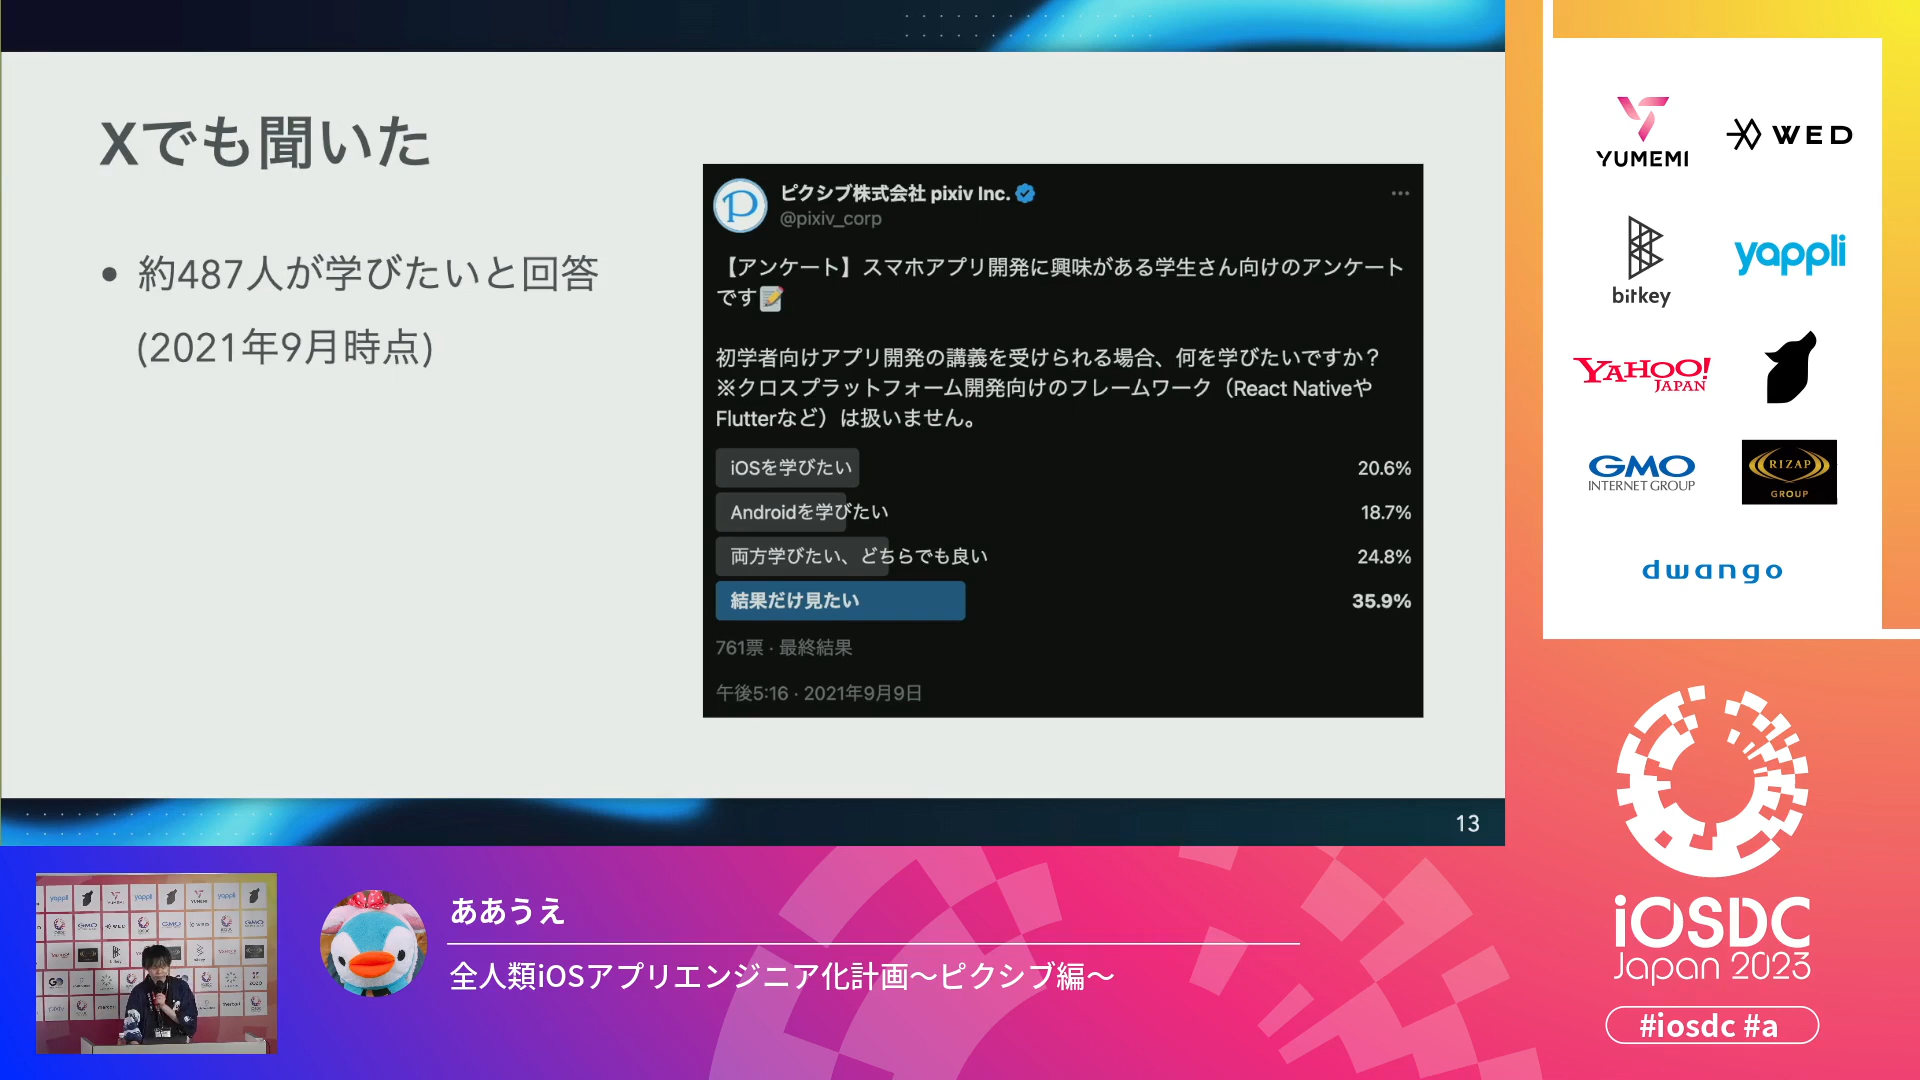 Xでも聞いた
• 約487人が学びたいと回答
(2021年9月時点)
ピクシブ株式会社 pixiv Inc.
@pixiv_corp
【アンケート】スマホアプリ開発に興味がある学生さん向けのアンケート
です📝
初学者向けアプリ開発の講義を受けられる場合、何を学びたいですか？
※クロスプラットフォーム開発向けのフレームワーク（React Nativeや
Flutterなど）は扱いません。
iOSを学びたい 20.6%
Androidを学びたい 18.7%
両方学びたい、どちらでも良い 24.8%
結果だけ見たい 35.9%
761票 · 最終結果
午後5:16 · 2021年9月9日
13
YUMEMI
WED
bitkey
yappli
YAHOO!
JAPAN
GMO
INTERNET GROUP
RIZAP
GROUP
dwango
iOSDC
Japan 2023
#iosdc #a
ああうえ
全人類iOSアプリエンジニア化計画〜ピクシブ編〜